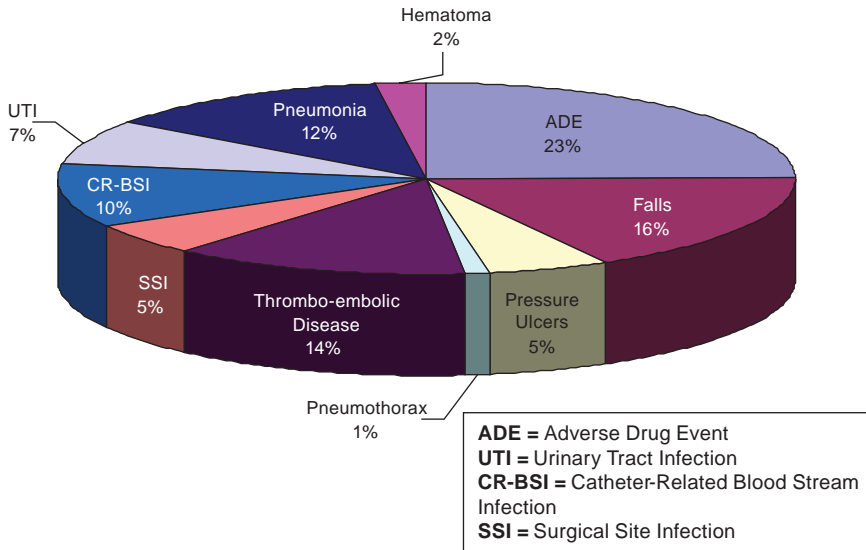 Hematoma
2%
ADE
23%
Falls
16%
Pressure
Ulcers
5%
Pneumothorax
1%
Thrombo-embolic
Disease
14%
SSI
5%
CR-BSI
10%
UTI
7%
Pneumonia
12%
ADE = Adverse Drug Event
UTI = Urinary Tract Infection
CR-BSI = Catheter-Related Blood Stream
Infection
SSI = Surgical Site Infection